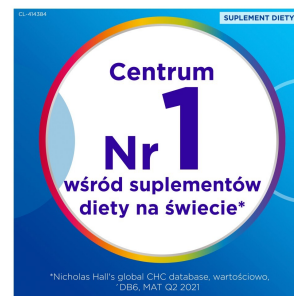 CL-414384
SUPLEMENT DIETY
Centrum
Nr 1
wśród suplementów
diety na świecie*
*Nicholas Hall's global CHC database, wartościowo,
^DB6, MAT Q2 2021